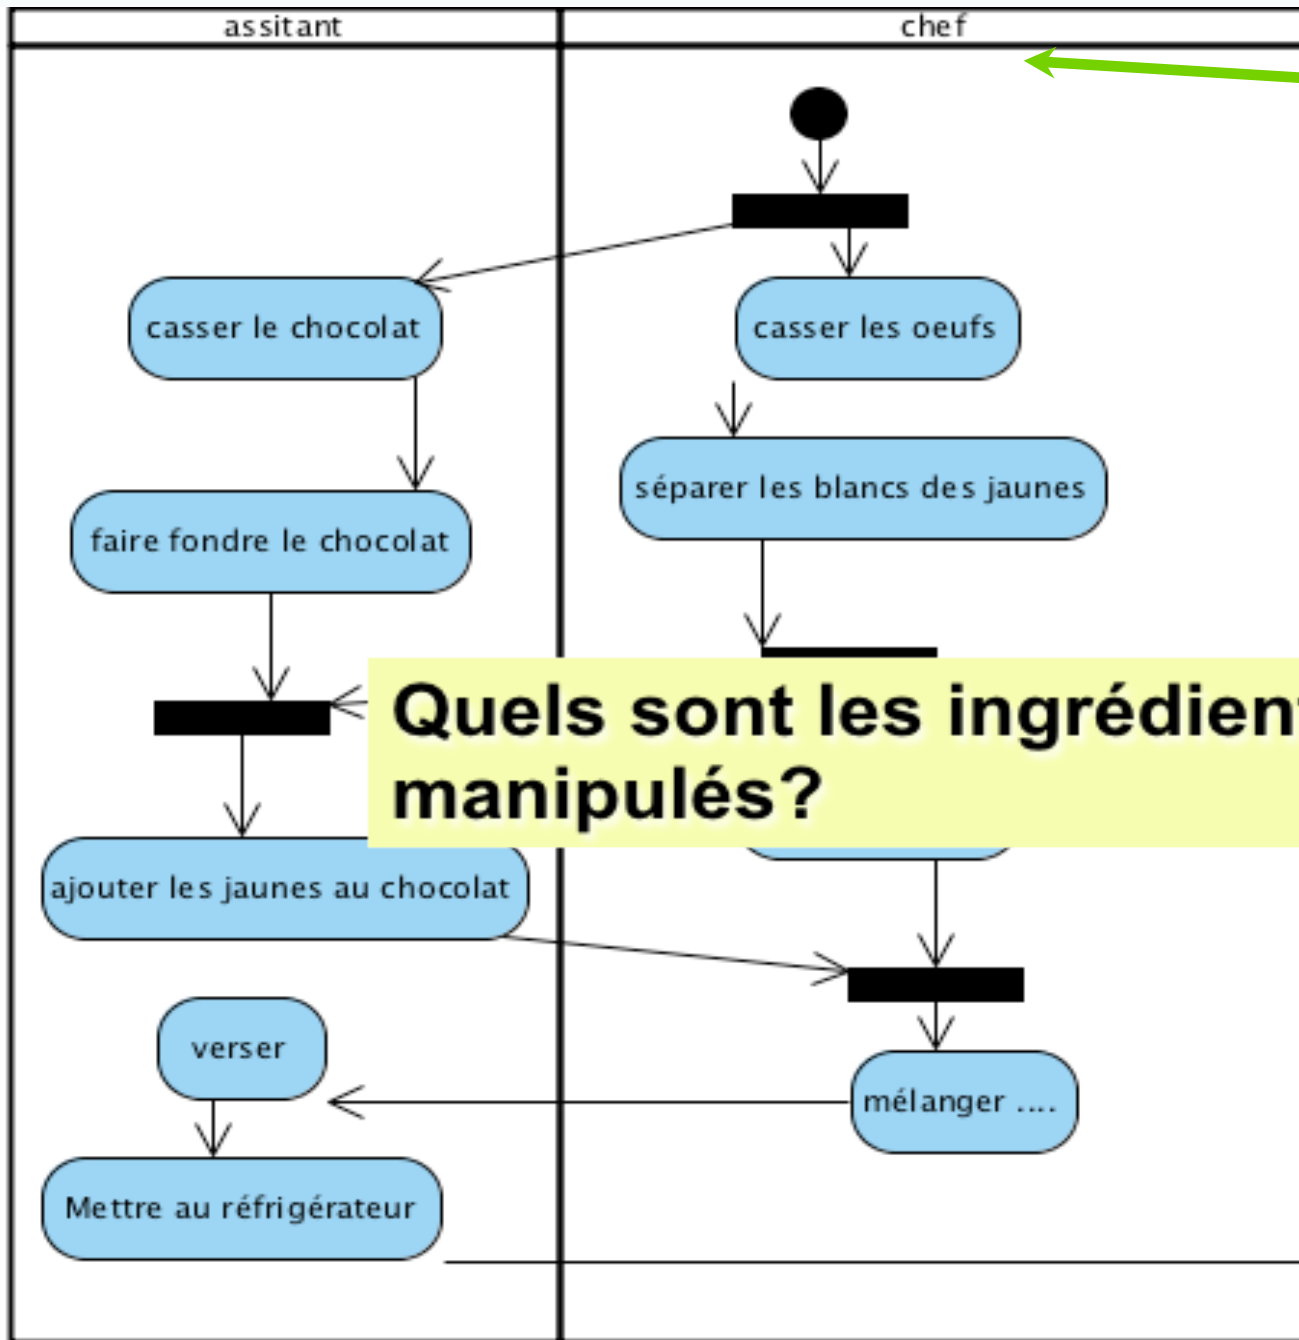 assitant
chef
casser le chocolat
casser les oeufs
séparer les blancs des jaunes
faire fondre le chocolat
Quels sont les
manipulés?
ajouter les jaunes au chocolat
verser
mélanger ....
Mettre au réfrigérateur